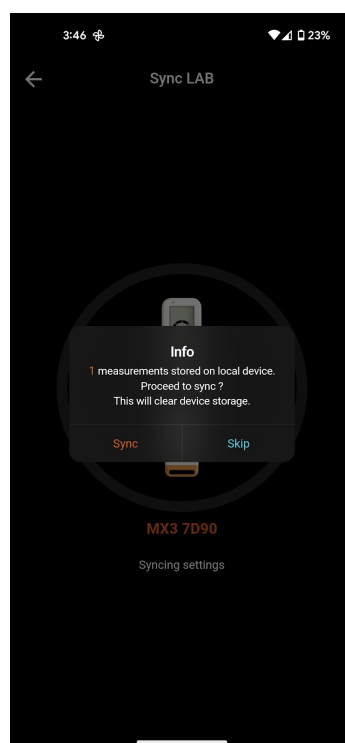 3:46
23%
Sync LAB
Info
1 measurements stored on local device.
Proceed to sync ?
This will clear device storage.
Sync
Skip
MX3 7D90
Syncing settings